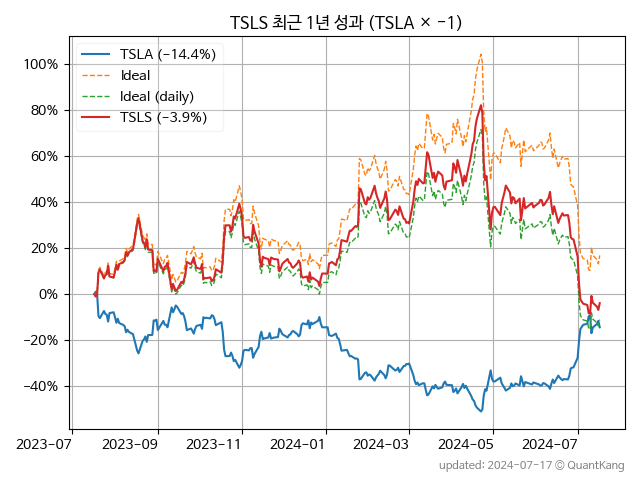 TSLS 최근 1년 성과 (TSLA × −1)
TSLA (−14.4%)
Ideal
Ideal (daily)
TSLS (−3.9%)
100%
80%
60%
40%
20%
0%
−20%
−40%
2023−07
2023−09
2023−11
2024−01
2024−03
2024−05
2024−07
updated: 2024−07−17 © QuantKang